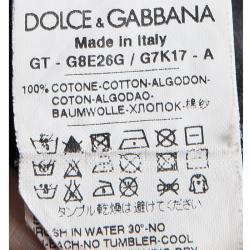 DOLCE & GABBANA
Made in Italy
GT - G8E26G / G7K17 - A
100% COTONE-COTTON-ALGODON-
COTTON-ALGODAO-
BAUMWOLLE-ХЛОПОК-棉紗
タンブル乾燥は避けてください
WASH IN WATER 30°-NO
BLEACH-NO TUMBLER-COOL